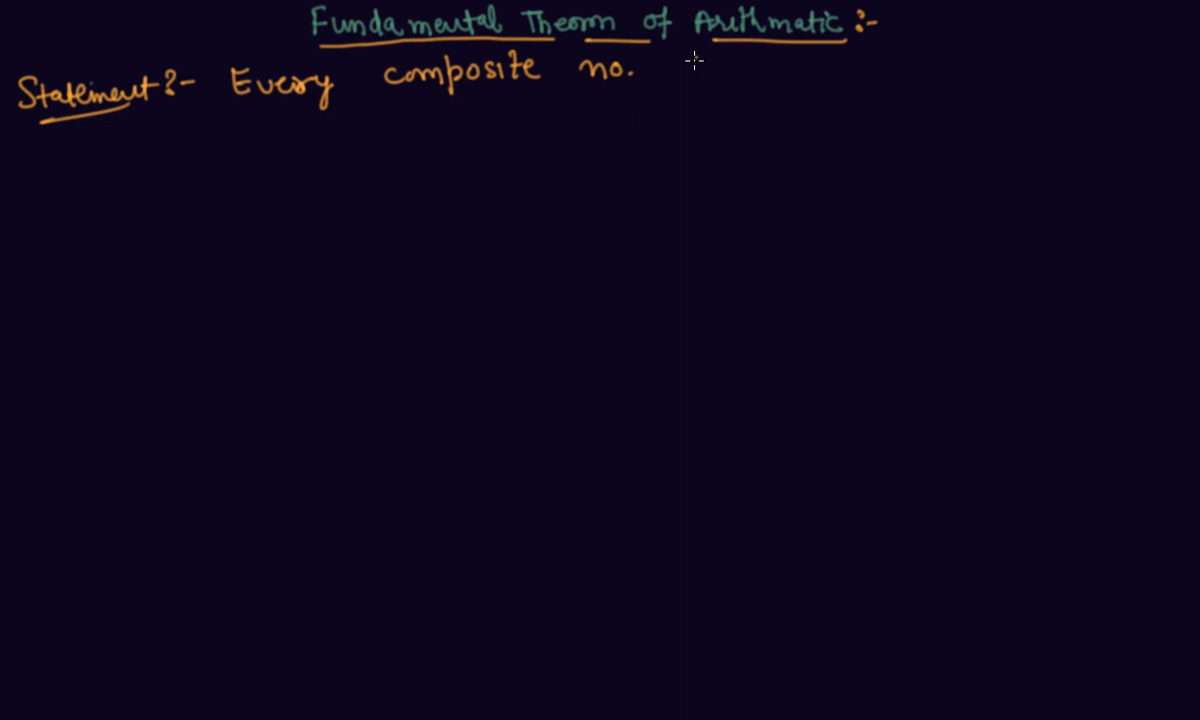 Fundamental Theorm of Arithmatic :-
Statement :- Every composite no.